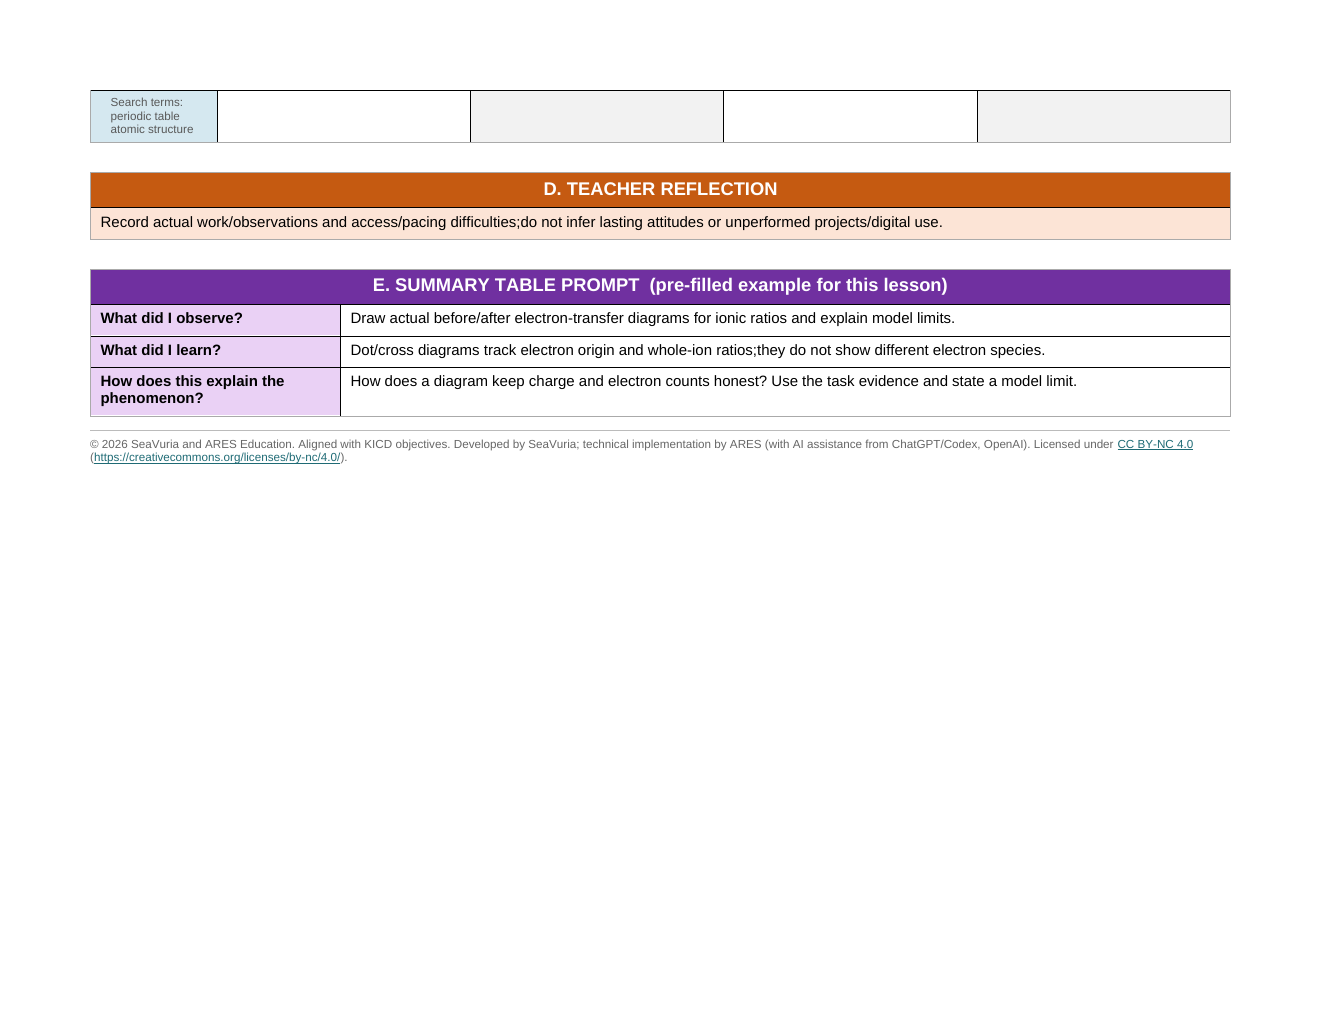 Search terms:
periodic table
atomic structure
D. TEACHER REFLECTION
Record actual work/observations and access/pacing difficulties;do not infer lasting attitudes or unperformed projects/digital use.
E. SUMMARY TABLE PROMPT  (pre-filled example for this lesson)
What did I observe?
Draw actual before/after electron-transfer diagrams for ionic ratios and explain model limits.
What did I learn?
Dot/cross diagrams track electron origin and whole-ion ratios;they do not show different electron species.
How does this explain the
phenomenon?
How does a diagram keep charge and electron counts honest? Use the task evidence and state a model limit.
© 2026 SeaVuria and ARES Education. Aligned with KICD objectives. Developed by SeaVuria; technical implementation by ARES (with AI assistance from ChatGPT/Codex, OpenAI). Licensed under CC BY-NC 4.0
(https://creativecommons.org/licenses/by-nc/4.0/).